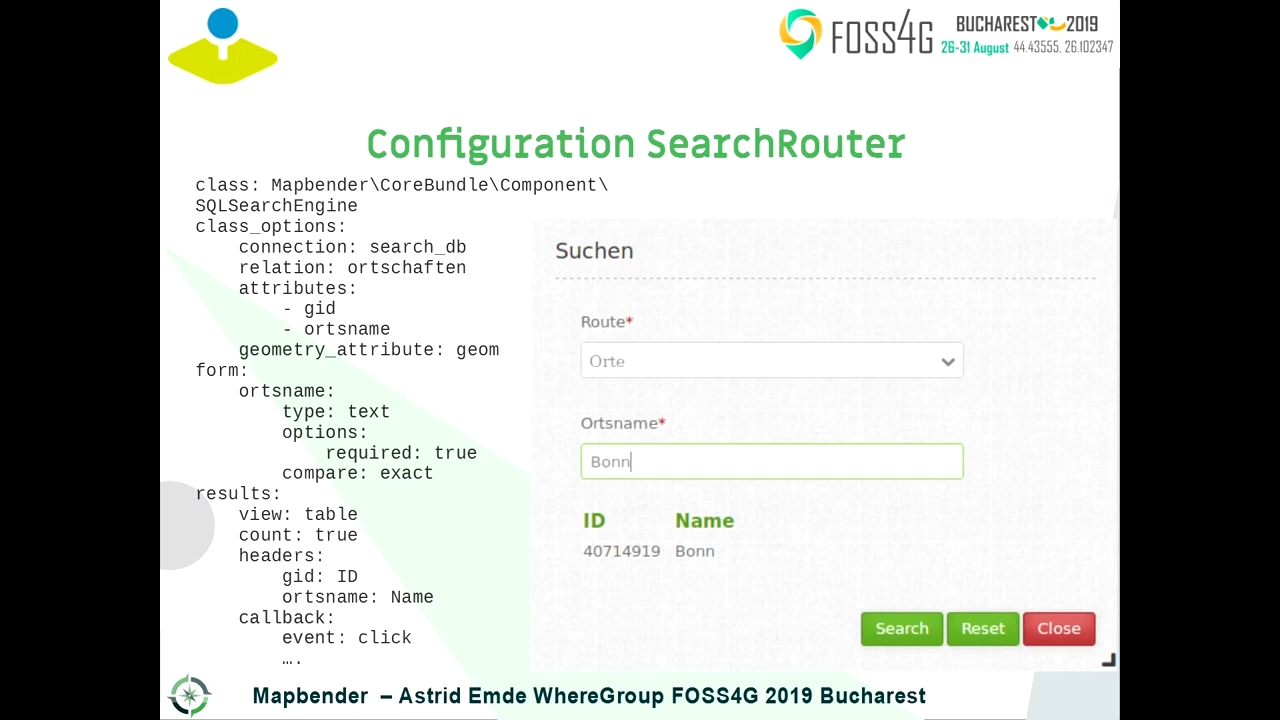 FOSS4G
BUCHAREST 2019
26-31 August 44.43555, 26.102347
Configuration SearchRouter
class: Mapbender\CoreBundle\Component\
SQLSearchEngine
class_options:
    connection: search_db
    relation: ortschaften
    attributes:
        - gid
        - ortsname
    geometry_attribute: geom
form:
    ortsname:
        type: text
        options:
            required: true
        compare: exact
results:
    view: table
    count: true
    headers:
        gid: ID
        ortsname: Name
    callback:
        event: click
        ….
Suchen
Route*
Orte
Ortsname*
Bonn
ID Name
40714919 Bonn
Search Reset Close
Mapbender – Astrid Emde WhereGroup FOSS4G 2019 Bucharest